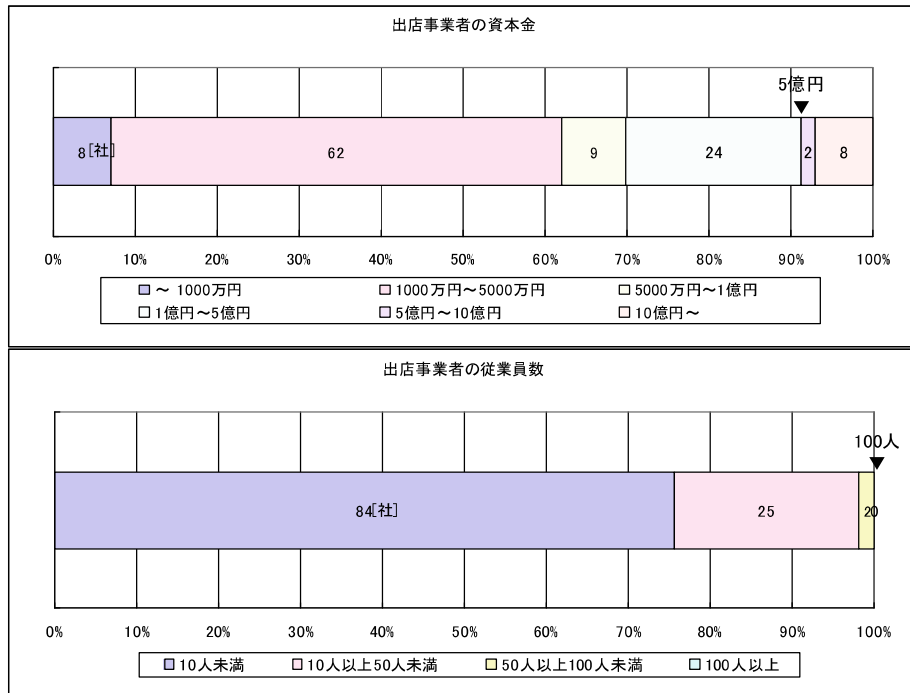 出店事業者の資本金
5億円
▼
8[社] 62 9 24 2 8
0% 10% 20% 30% 40% 50% 60% 70% 80% 90% 100%
～ 1000万円 1000万円～5000万円 5000万円～1億円
1億円～5億円 5億円～10億円 10億円～
出店事業者の従業員数
100人
▼
84[社] 25 2 0
0% 10% 20% 30% 40% 50% 60% 70% 80% 90% 100%
10人未満 10人以上50人未満 50人以上100人未満 100人以上